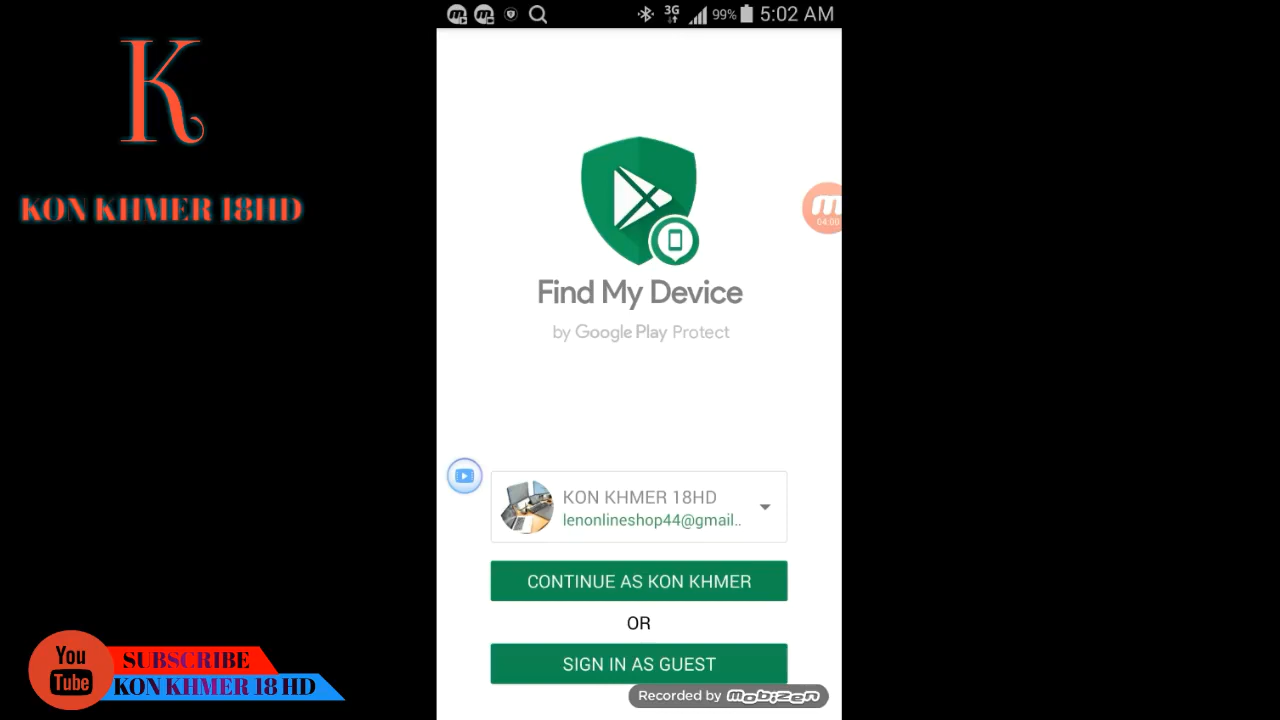 K
KON KHMER 18HD
3G
99%
5:02 AM
04:00
Find My Device
by Google Play Protect
KON KHMER 18HD
lenonlineshop44@gmail..
CONTINUE AS KON KHMER
OR
SIGN IN AS GUEST
Recorded by mobizen
You
Tube
SUBSCRIBE
KON KHMER 18 HD